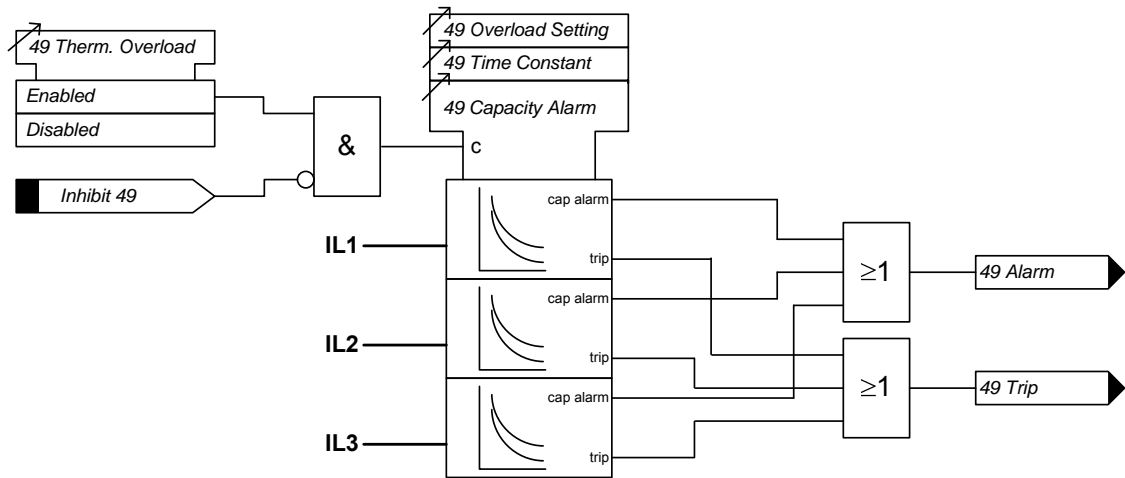 49 Therm. Overload
Enabled
Disabled
Inhibit 49
&
49 Overload Setting
49 Time Constant
49 Capacity Alarm
c
IL1
cap alarm
trip
IL2
cap alarm
trip
IL3
cap alarm
trip
≥1
49 Alarm
≥1
49 Trip